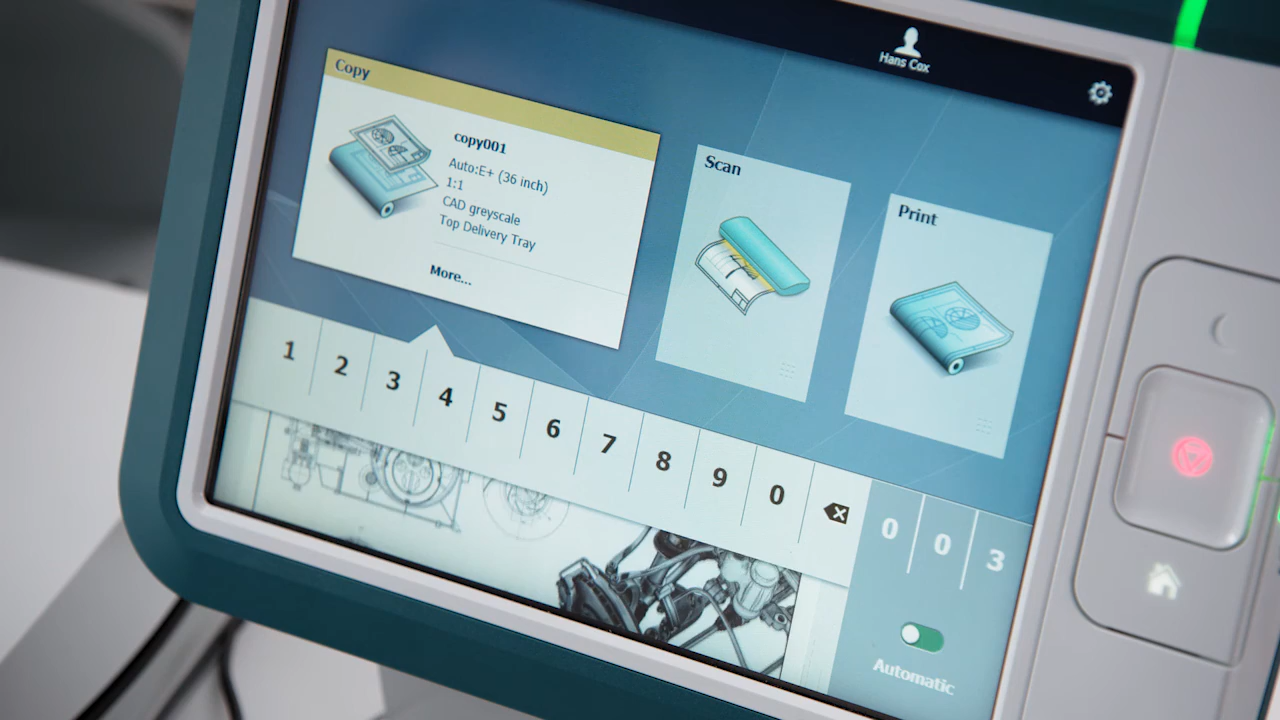 Hans Cox
Copy
copy001
Auto:E+ (36 inch)
1:1
CAD greyscale
Top Delivery Tray
More...
Scan
Print
1 2 3 4 5 6 7 8 9 0
0 0 3
Automatic